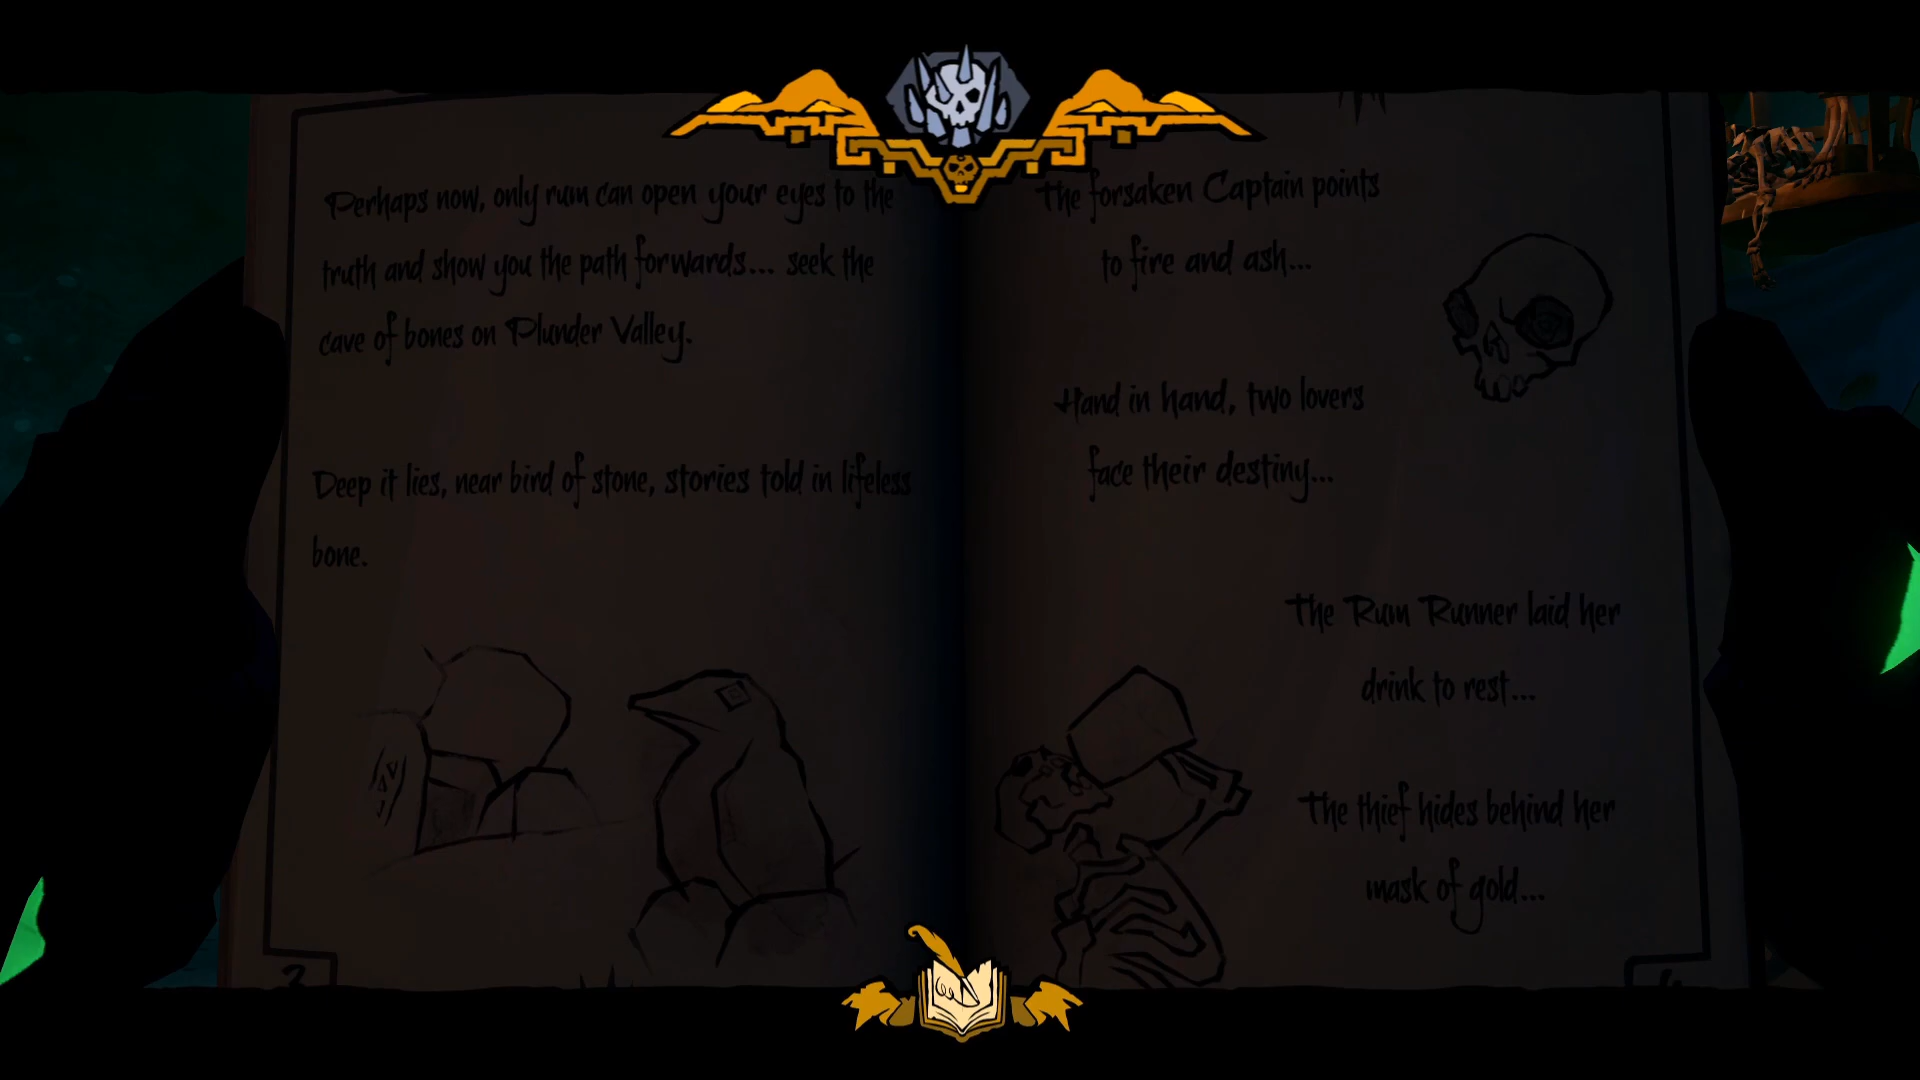 Perhaps now, only rum can open your eyes to the
truth and show you the path forwards... seek the
cave of bones on Plunder Valley.
Deep it lies, near bird of stone, stories told in lifeless
bone.
The forsaken Captain points
to fire and ash...
Hand in hand, two lovers
face their destiny...
The Rum Runner laid her
drink to rest...
The thief hides behind her
mask of gold...